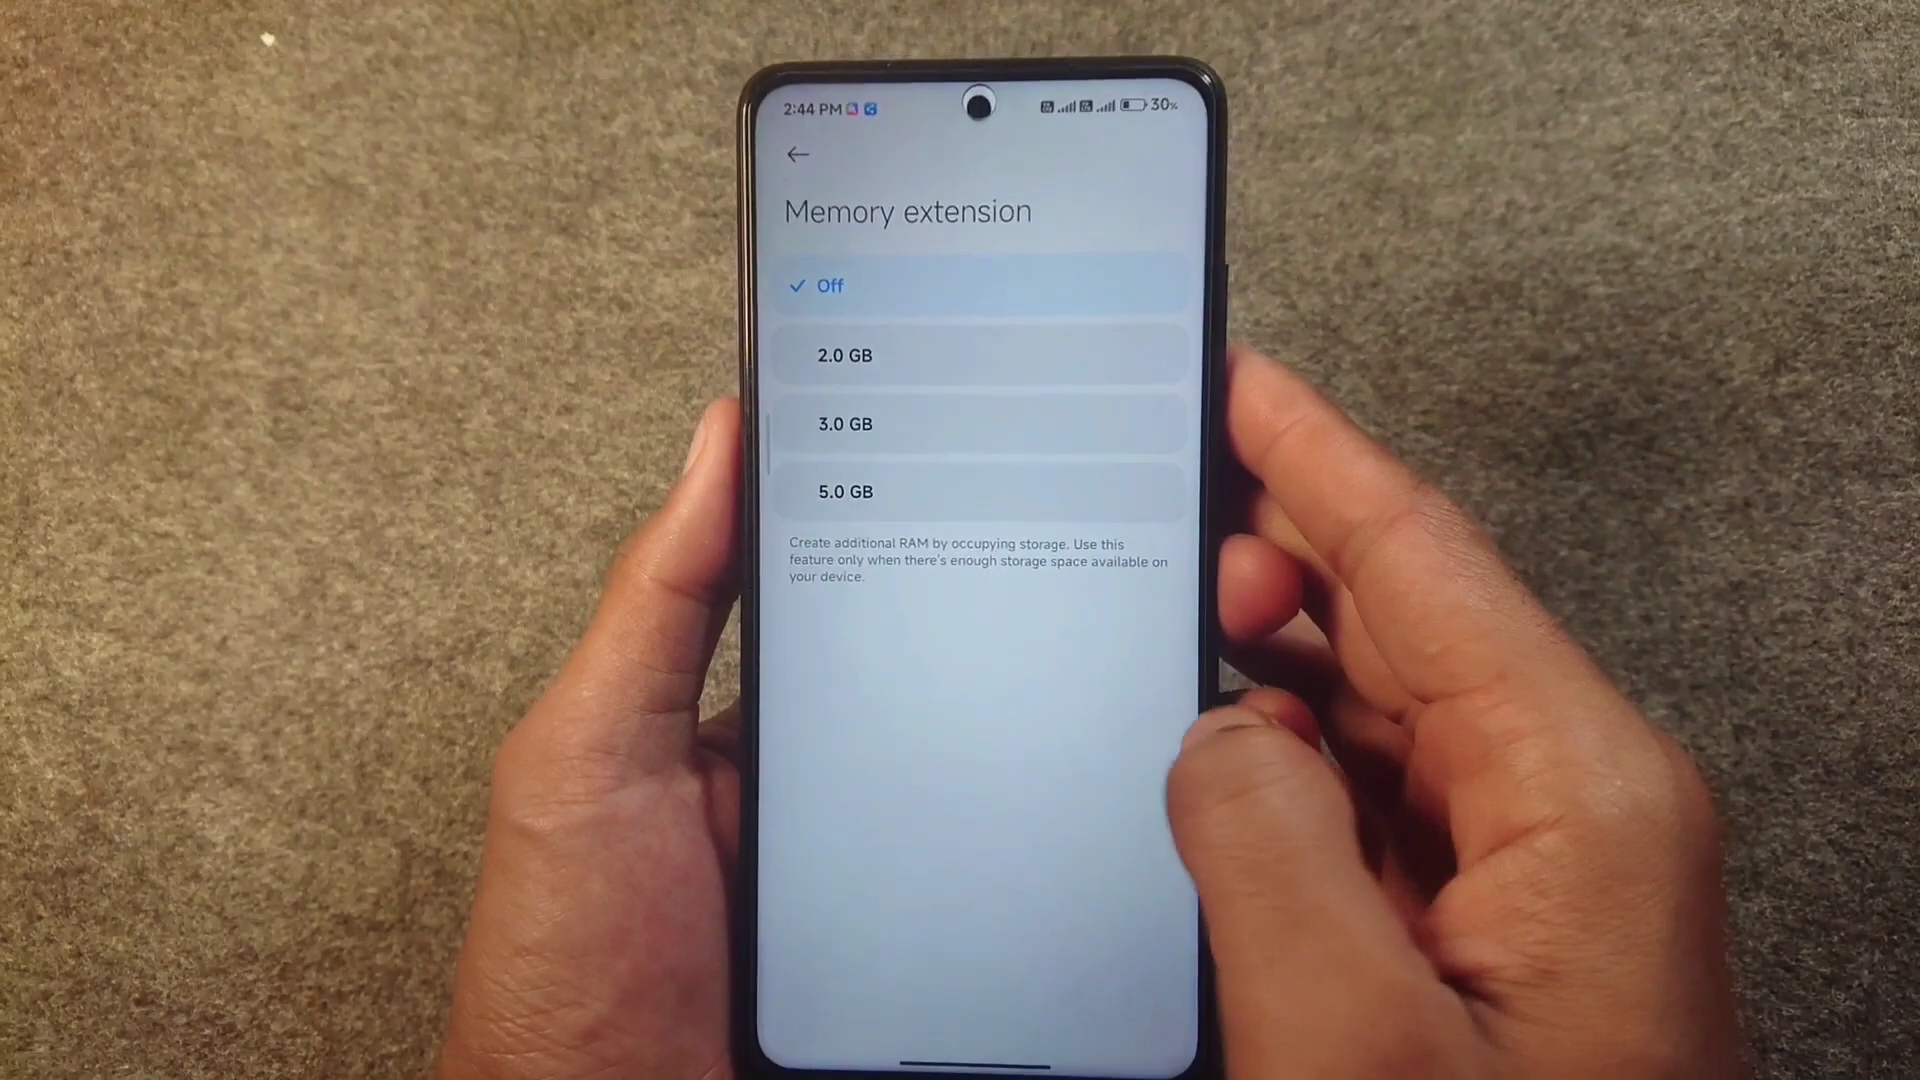 2:44 PM 30%
Memory extension
Off
2.0 GB
3.0 GB
5.0 GB
Create additional RAM by occupying storage. Use this
feature only when there's enough storage space available on
your device.